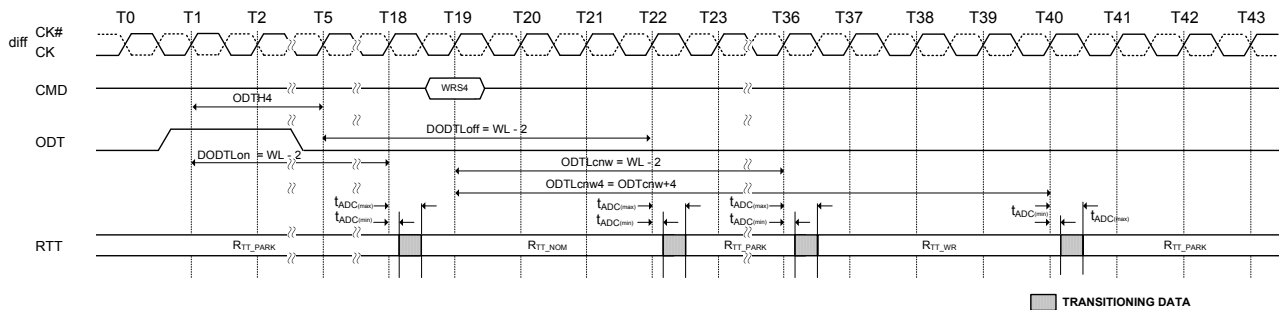 T0 T1 T2 T5 T18 T19 T20 T21 T22 T23 T36 T37 T38 T39 T40 T41 T42 T43
diff CK#
CK
CMD WRS4
ODTH4
ODT DODTLoff = WL - 2
DODTLon = WL - 2
ODTLcnw = WL - 2
ODTLcnw4 = ODTcnw+4
tADC(max) tADC(max) tADC(max)
tADC(min) tADC(min) tADC(min) tADC(min) tADC(max)
RTT RTT_PARK RTT_NOM RTT_PARK RTT_WR RTT_PARK
TRANSITIONING DATA